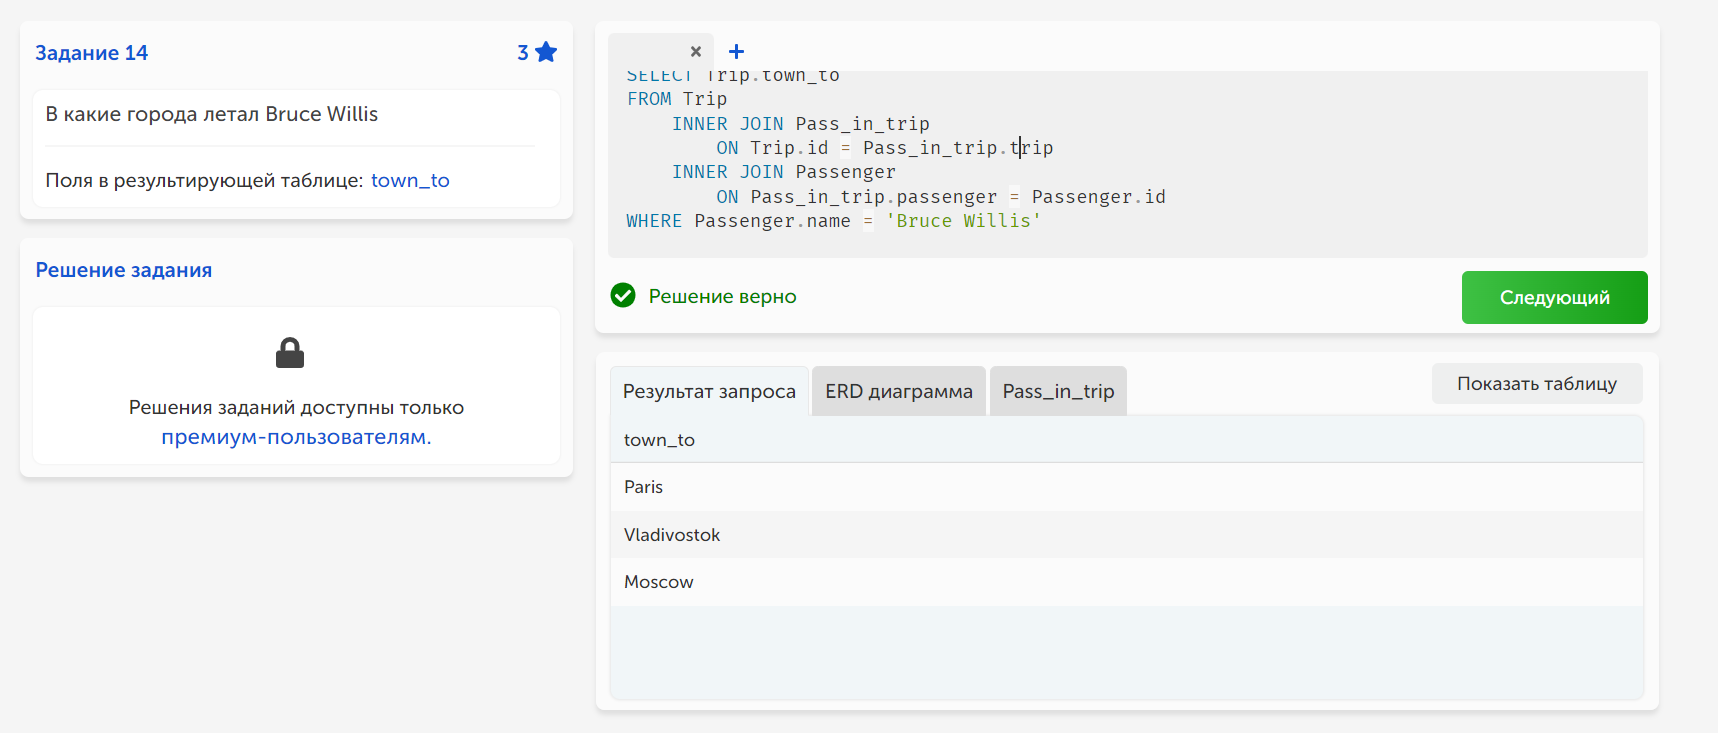 Задание 14
3
В какие города летал Bruce Willis
Поля в результирующей таблице: town_to
Решение задания
Решения заданий доступны только
премиум-пользователям.
SELECT Trip.town_to
FROM Trip
INNER JOIN Pass_in_trip
ON Trip.id = Pass_in_trip.trip
INNER JOIN Passenger
ON Pass_in_trip.passenger = Passenger.id
WHERE Passenger.name = 'Bruce Willis'
Решение верно
Следующий
Результат запроса
ERD диаграмма
Pass_in_trip
Показать таблицу
town_to
Paris
Vladivostok
Moscow